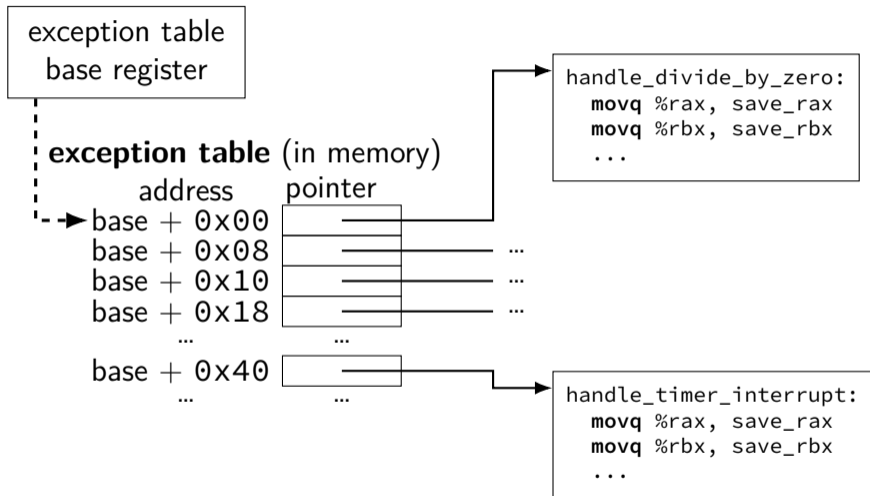 exception table
base register
exception table (in memory)
address pointer
base + 0x00
base + 0x08 ...
base + 0x10 ...
base + 0x18 ...
... ...
base + 0x40
... ...
handle_divide_by_zero:
movq %rax, save_rax
movq %rbx, save_rbx
...
handle_timer_interrupt:
movq %rax, save_rax
movq %rbx, save_rbx
...